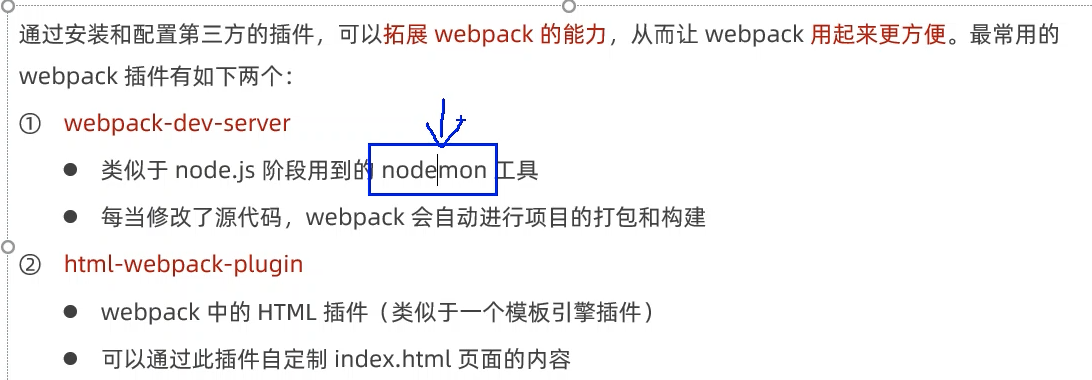 通过安装和配置第三方的插件，可以拓展 webpack 的能力，从而让 webpack 用起来更方便。最常用的
webpack 插件有如下两个：
① webpack-dev-server
● 类似于 node.js 阶段用到的 nodemon 工具
● 每当修改了源代码，webpack 会自动进行项目的打包和构建
② html-webpack-plugin
● webpack 中的 HTML 插件（类似于一个模板引擎插件）
● 可以通过此插件自定制 index.html 页面的内容